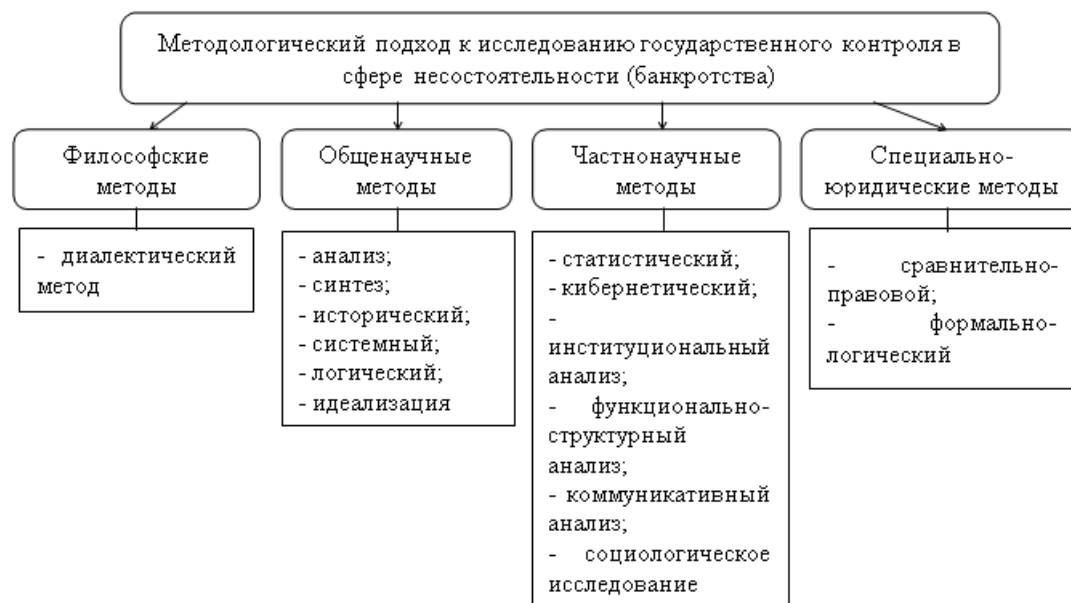 Методологический подход к исследованию государственного контроля в
сфере несостоятельности (банкротства)
Философские
методы
Общенаучные
методы
Частнонаучные
методы
Специально-
юридические методы
- диалектический
метод
- анализ;
- синтез;
- исторический;
- системный;
- логический;
- идеализация
- статистический;
- кибернетический;
-
институциональный
анализ;
- функционально-
структурный
анализ;
- коммуникативный
анализ;
- социологическое
исследование
- сравнительно-
правовой;
- формально-
логический